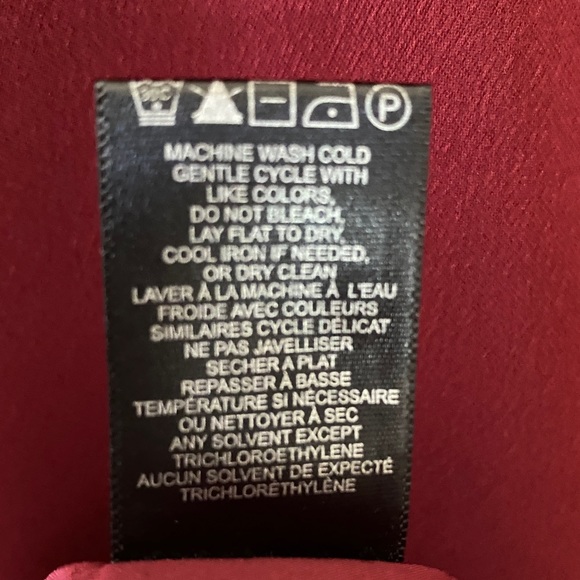 30C P
MACHINE WASH COLD
GENTLE CYCLE WITH
LIKE COLORS,
DO NOT BLEACH,
LAY FLAT TO DRY,
COOL IRON IF NEEDED,
OR DRY CLEAN
LAVER À LA MACHINE À L'EAU
FROIDE AVEC COULEURS
SIMILAIRES CYCLE DÉLICAT
NE PAS JAVELLISER
SECHER A PLAT
REPASSER À BASSE
TEMPÉRATURE SI NÉCESSAIRE
OU NETTOYER À SEC
ANY SOLVENT EXCEPT
TRICHLOROETHYLENE
AUCUN SOLVENT DE EXPECTÉ
TRICHLORÉTHYLÈNE